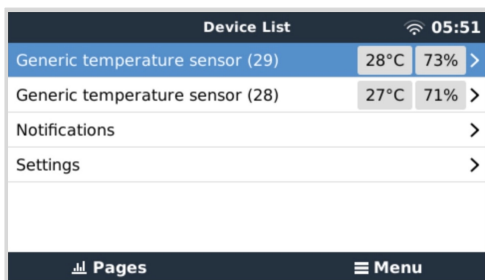 Device List 05:51
Generic temperature sensor (29) 28°C 73%
Generic temperature sensor (28) 27°C 71%
Notifications
Settings
Pages Menu